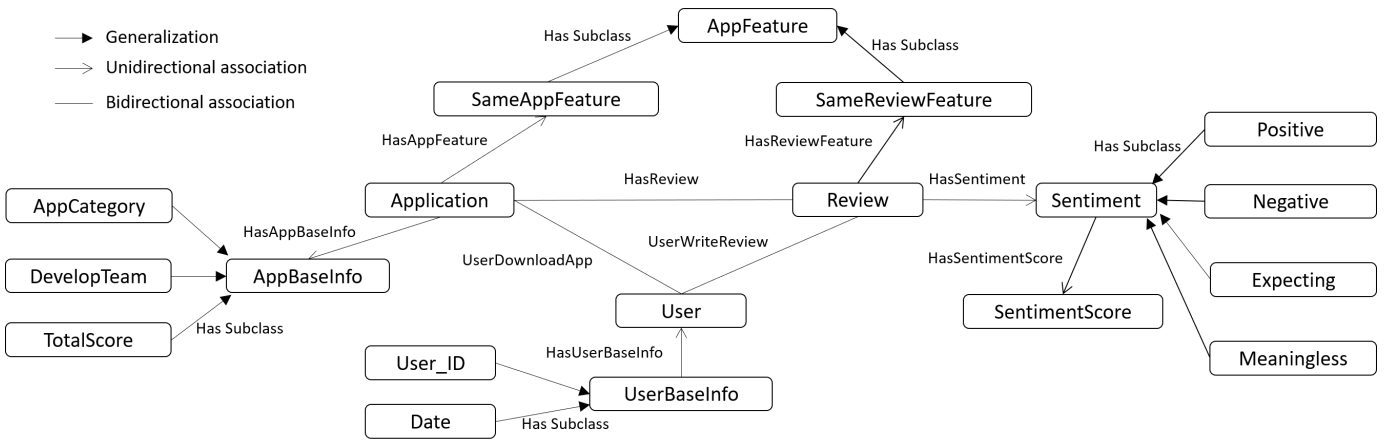 AppFeature
Generalization
Has Subclass
Has Subclass
Unidirectional association
Bidirectional association
SameAppFeature
SameReviewFeature
HasAppFeature
HasReviewFeature
Positive
Has Subclass
HasReview
HasSentiment
AppCategory
Application
Review
Sentiment
Negative
HasAppBaseInfo
UserWriteReview
UserDownloadApp
HasSentimentScore
DevelopTeam
AppBaseInfo
Expecting
User
SentimentScore
TotalScore
Has Subclass
HasUserBaseInfo
Meaningless
User_ID
UserBaseInfo
Date
Has Subclass